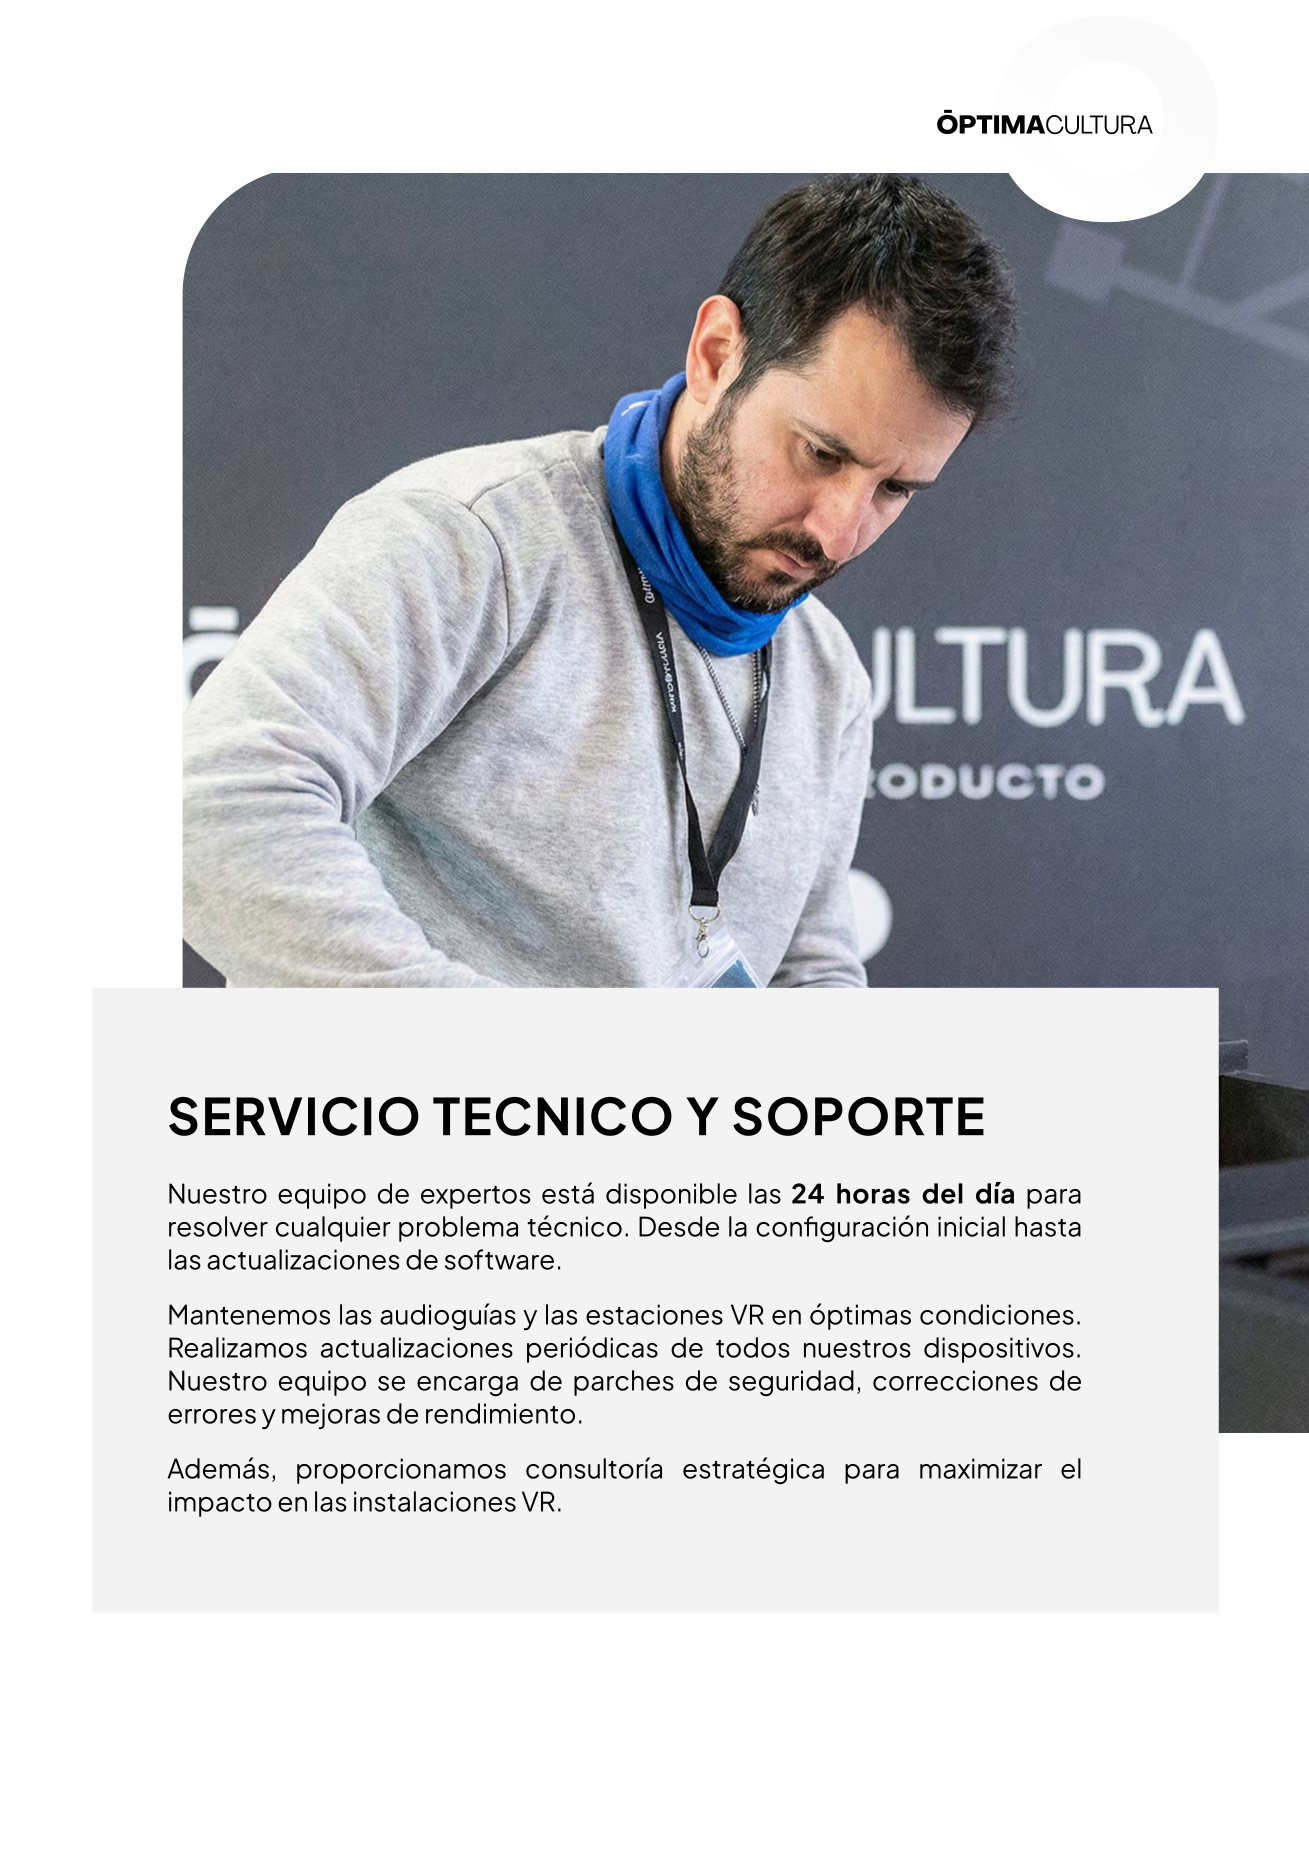 ŌPTIMACULTURA
ULTURA
RODUCTO
SERVICIO TECNICO Y SOPORTE
Nuestro equipo de expertos está disponible las 24 horas del día para
resolver cualquier problema técnico. Desde la configuración inicial hasta
las actualizaciones de software.
Mantenemos las audioguías y las estaciones VR en óptimas condiciones.
Realizamos actualizaciones periódicas de todos nuestros dispositivos.
Nuestro equipo se encarga de parches de seguridad, correcciones de
errores y mejoras de rendimiento.
Además, proporcionamos consultoría estratégica para maximizar el
impacto en las instalaciones VR.